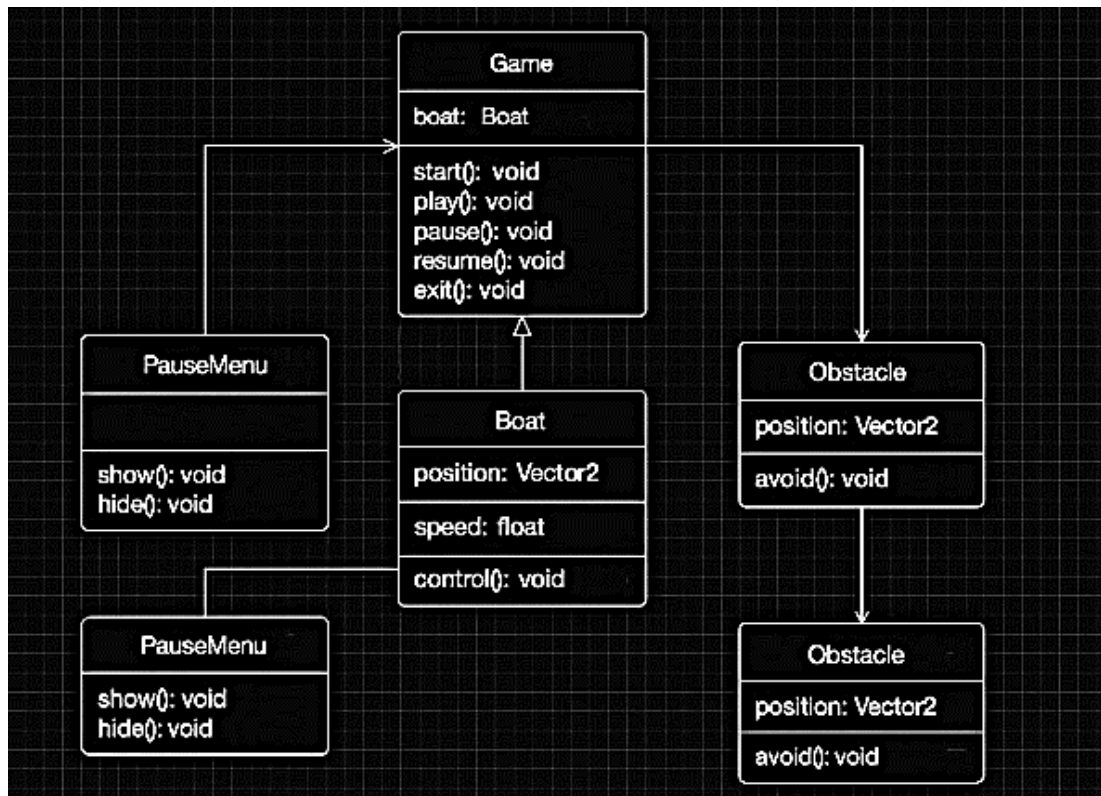 Game
boat: Boat
start(): void
play(): void
pause(): void
resume(): void
exit(): void
PauseMenu
show(): void
hide(): void
Boat
position: Vector2
speed: float
control(): void
Obstacle
position: Vector2
avoid(): void
PauseMenu
show(): void
hide(): void
Obstacle
position: Vector2
avoid(): void